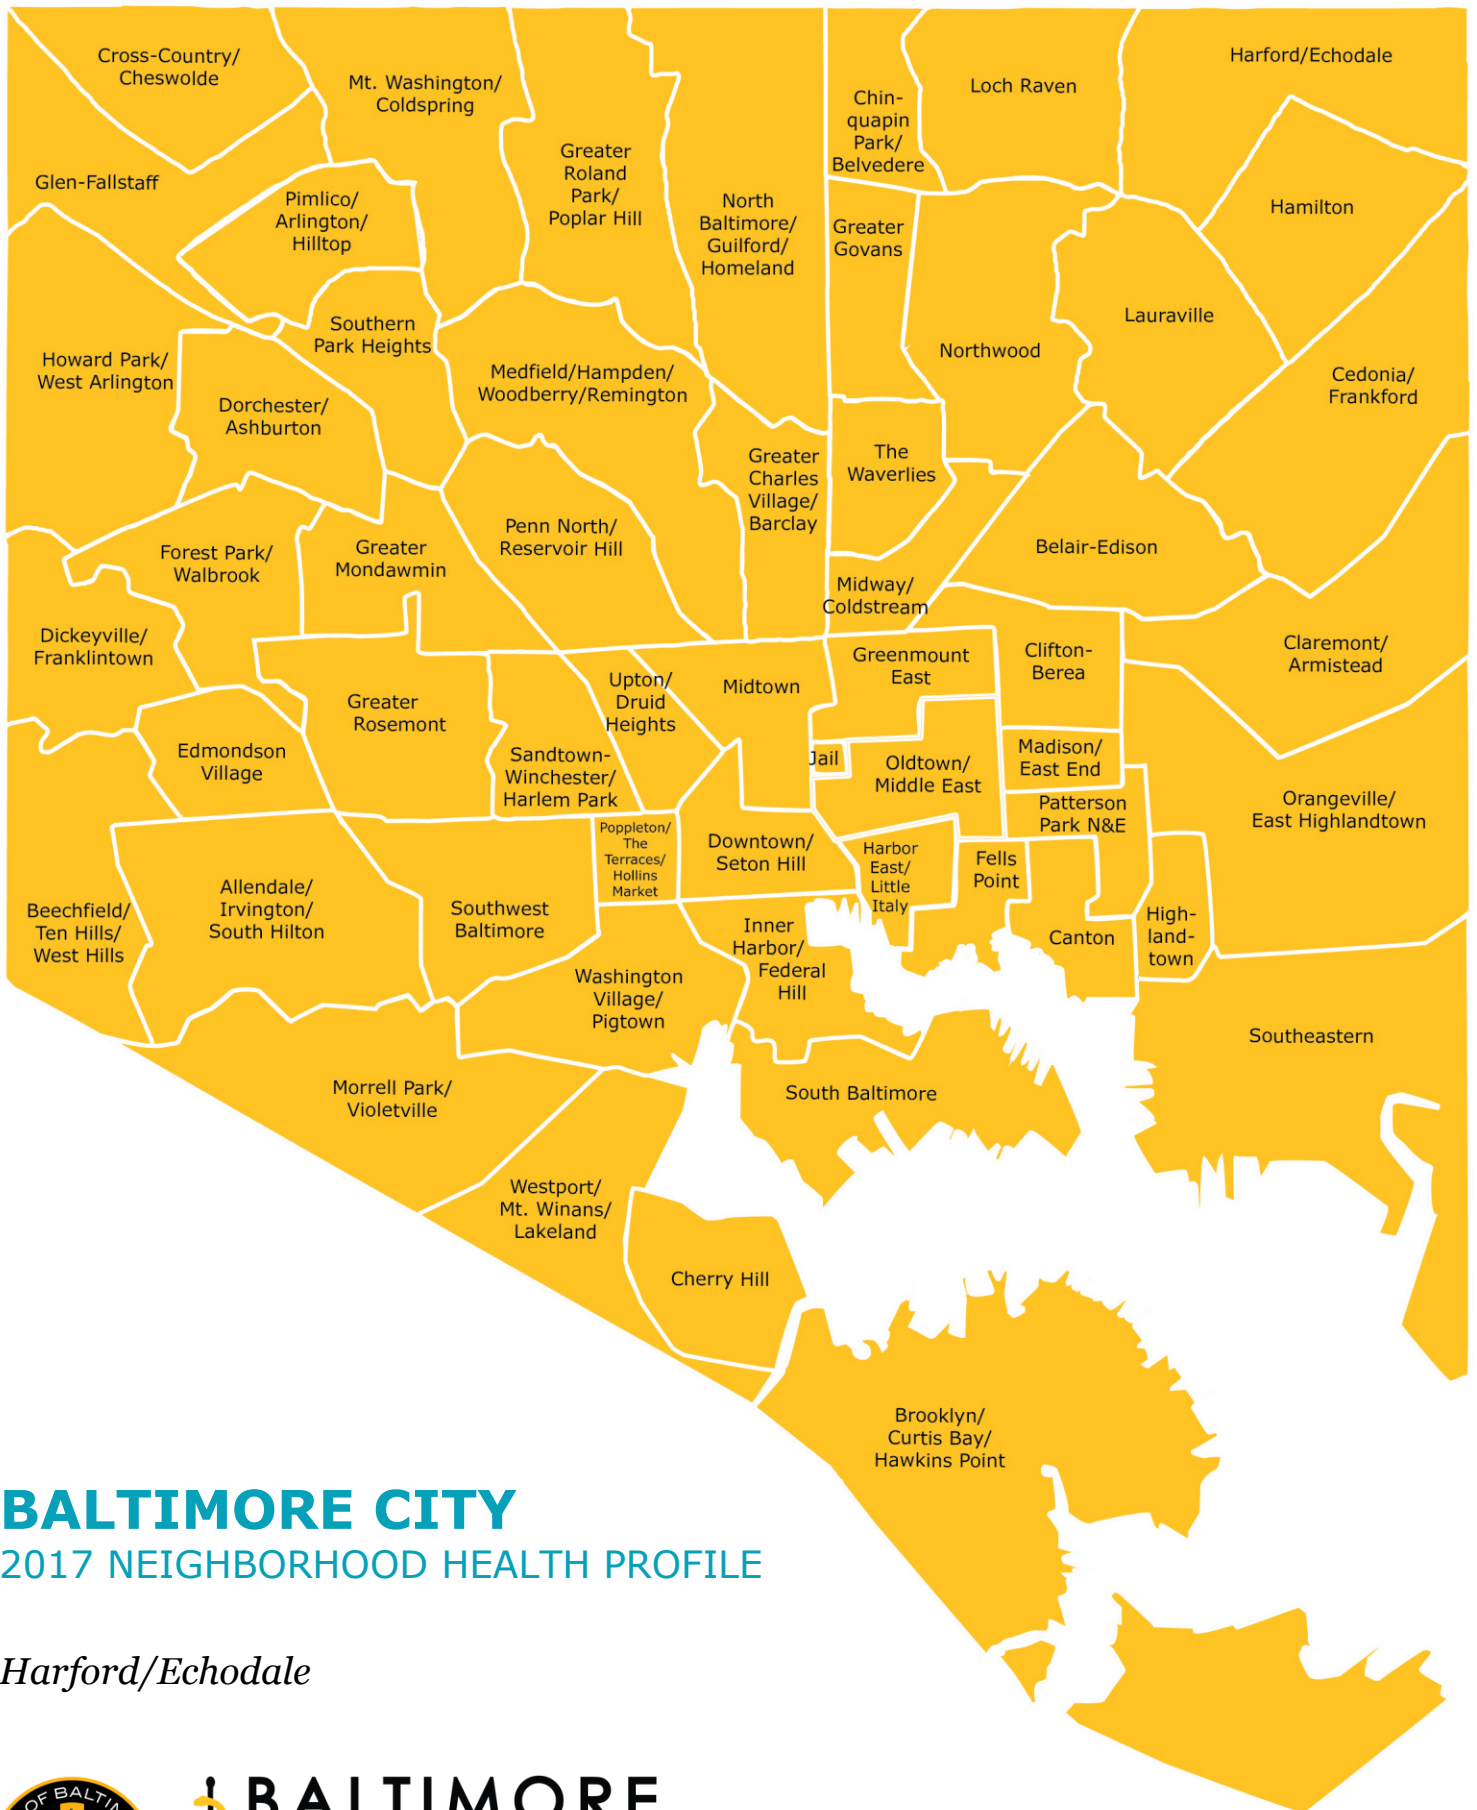 Cross-Country/
Cheswolde
Mt. Washington/
Coldspring
Greater
Roland
Park/
Poplar Hill
North
Baltimore/
Guilford/
Homeland
Chin-
quapin
Park/
Belvedere
Loch Raven
Harford/Echodale
Glen-Fallstaff
Pimlico/
Arlington/
Hilltop
Greater
Govans
Hamilton
Southern
Park Heights
Lauraville
Northwood
Howard Park/
West Arlington
Medfield/Hampden/
Woodberry/Remington
Cedonia/
Frankford
Dorchester/
Ashburton
Greater
Charles
Village/
Barclay
The
Waverlies
Penn North/
Reservoir Hill
Forest Park/
Walbrook
Greater
Mondawmin
Belair-Edison
Midway/
Coldstream
Dickeyville/
Franklintown
Greenmount
East
Clifton-
Berea
Claremont/
Armistead
Upton/
Druid
Heights
Midtown
Greater
Rosemont
Edmondson
Village
Sandtown-
Winchester/
Harlem Park
Jail
Oldtown/
Middle East
Madison/
East End
Patterson
Park N&E
Orangeville/
East Highlandtown
Poppleton/
The
Terraces/
Hollins
Market
Downtown/
Seton Hill
Harbor
East/
Little
Italy
Fells
Point
Allendale/
Irvington/
South Hilton
Beechfield/
Ten Hills/
West Hills
Southwest
Baltimore
Inner
Harbor/
Federal
Hill
Canton
High-
land-
town
Washington
Village/
Pigtown
Southeastern
Morrell Park/
Violetville
South Baltimore
Westport/
Mt. Winans/
Lakeland
Cherry Hill
Brooklyn/
Curtis Bay/
Hawkins Point
BALTIMORE CITY
2017 NEIGHBORHOOD HEALTH PROFILE
Harford/Echodale
BALTIMORE